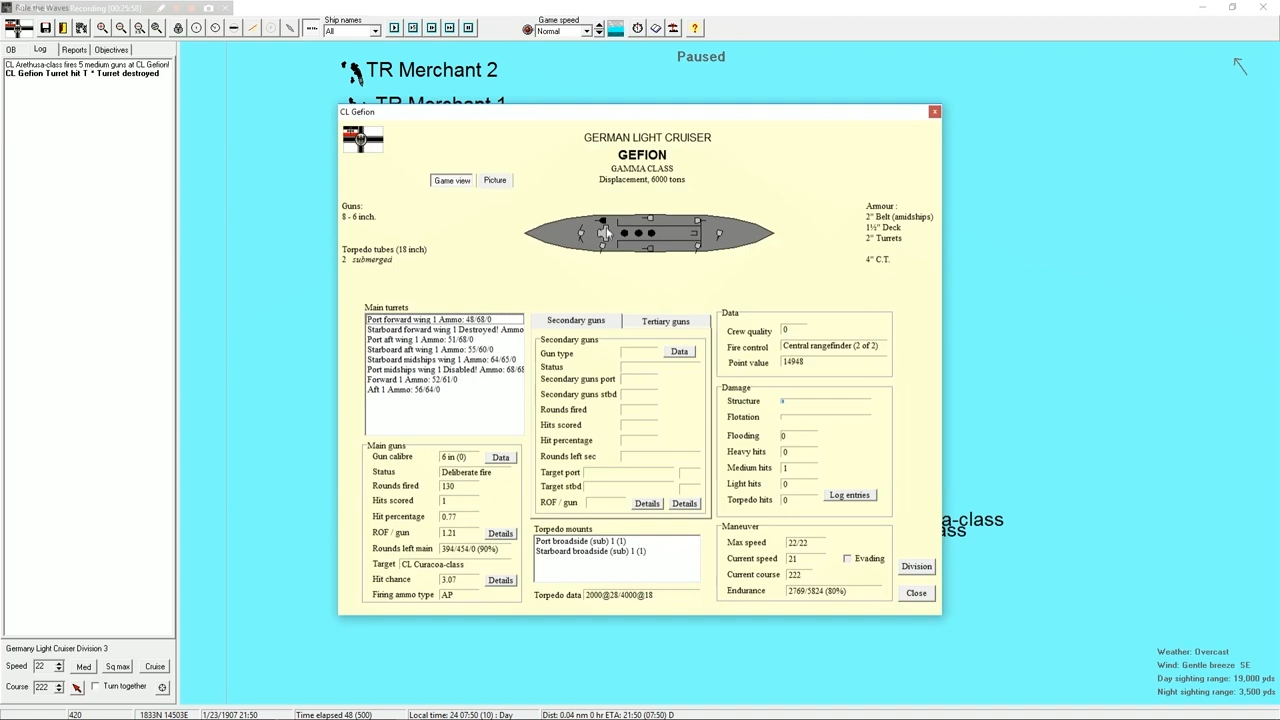 Rule the Waves
Recording [00:25:50]
Ship names
All
Game speed
Normal
OB Log Reports Objectives
CL Arethusa-class fires 5 medium guns at CL Gefion!
CL Gefion Turret hit T * Turret destroyed
Paused
TR Merchant 2
TR Merchant 1
CL Gefion
GERMAN LIGHT CRUISER
GEFION
GAMMA CLASS
Displacement, 6000 tons
Game view Picture
Guns:
8 - 6 inch.
Torpedo tubes (18 inch)
2 submerged
Armour :
2" Belt (amidships)
1½" Deck
2" Turrets
4" C.T.
Main turrets
Port forward wing 1 Ammo: 48/68/0
Starboard forward wing 1 Destroyed! Ammo
Port aft wing 1 Ammo: 51/68/0
Starboard aft wing 1 Ammo: 55/60/0
Starboard midships wing 1 Ammo: 64/65/0
Port midships wing 1 Disabled! Ammo: 68/68
Forward 1 Ammo: 52/61/0
Aft 1 Ammo: 56/64/0
Main guns
Gun calibre 6 in (0) Data
Status Deliberate fire
Rounds fired 130
Hits scored 1
Hit percentage 0.77
ROF / gun 1.21 Details
Rounds left main 394/454/0 (90%)
Target CL Curacoa-class
Hit chance 3.07 Details
Firing ammo type AP
Secondary guns Tertiary guns
Secondary guns
Gun type Data
Status
Secondary guns port
Secondary guns stbd
Rounds fired
Hits scored
Hit percentage
Rounds left sec
Target port
Target stbd
ROF / gun Details Details
Torpedo mounts
Port broadside (sub) 1 (1)
Starboard broadside (sub) 1 (1)
Torpedo data 2000@28/4000@18
Data
Crew quality 0
Fire control Central rangefinder (2 of 2)
Point value 14948
Damage
Structure
Flotation
Flooding 0
Heavy hits 0
Medium hits 1
Light hits 0
Torpedo hits 0
Log entries
Maneuver
Max speed 22/22
Current speed 21 Evading
Current course 222
Endurance 2769/5824 (80%)
Division
Close
a-class
ass
Germany Light Cruiser Division 3
Speed 22 Med Sq max Cruise
Course 222 Turn together
Weather: Overcast
Wind: Gentle breeze SE
Day sighting range: 19,000 yds
Night sighting range: 3,500 yds
420 1833N 14503E 1/23/1907 21:50 Time elapsed 48 (500) Local time: 24 07:50 (10) : Day Dist: 0.04 nm 0 hr ETA: 21:50 (07:50) D